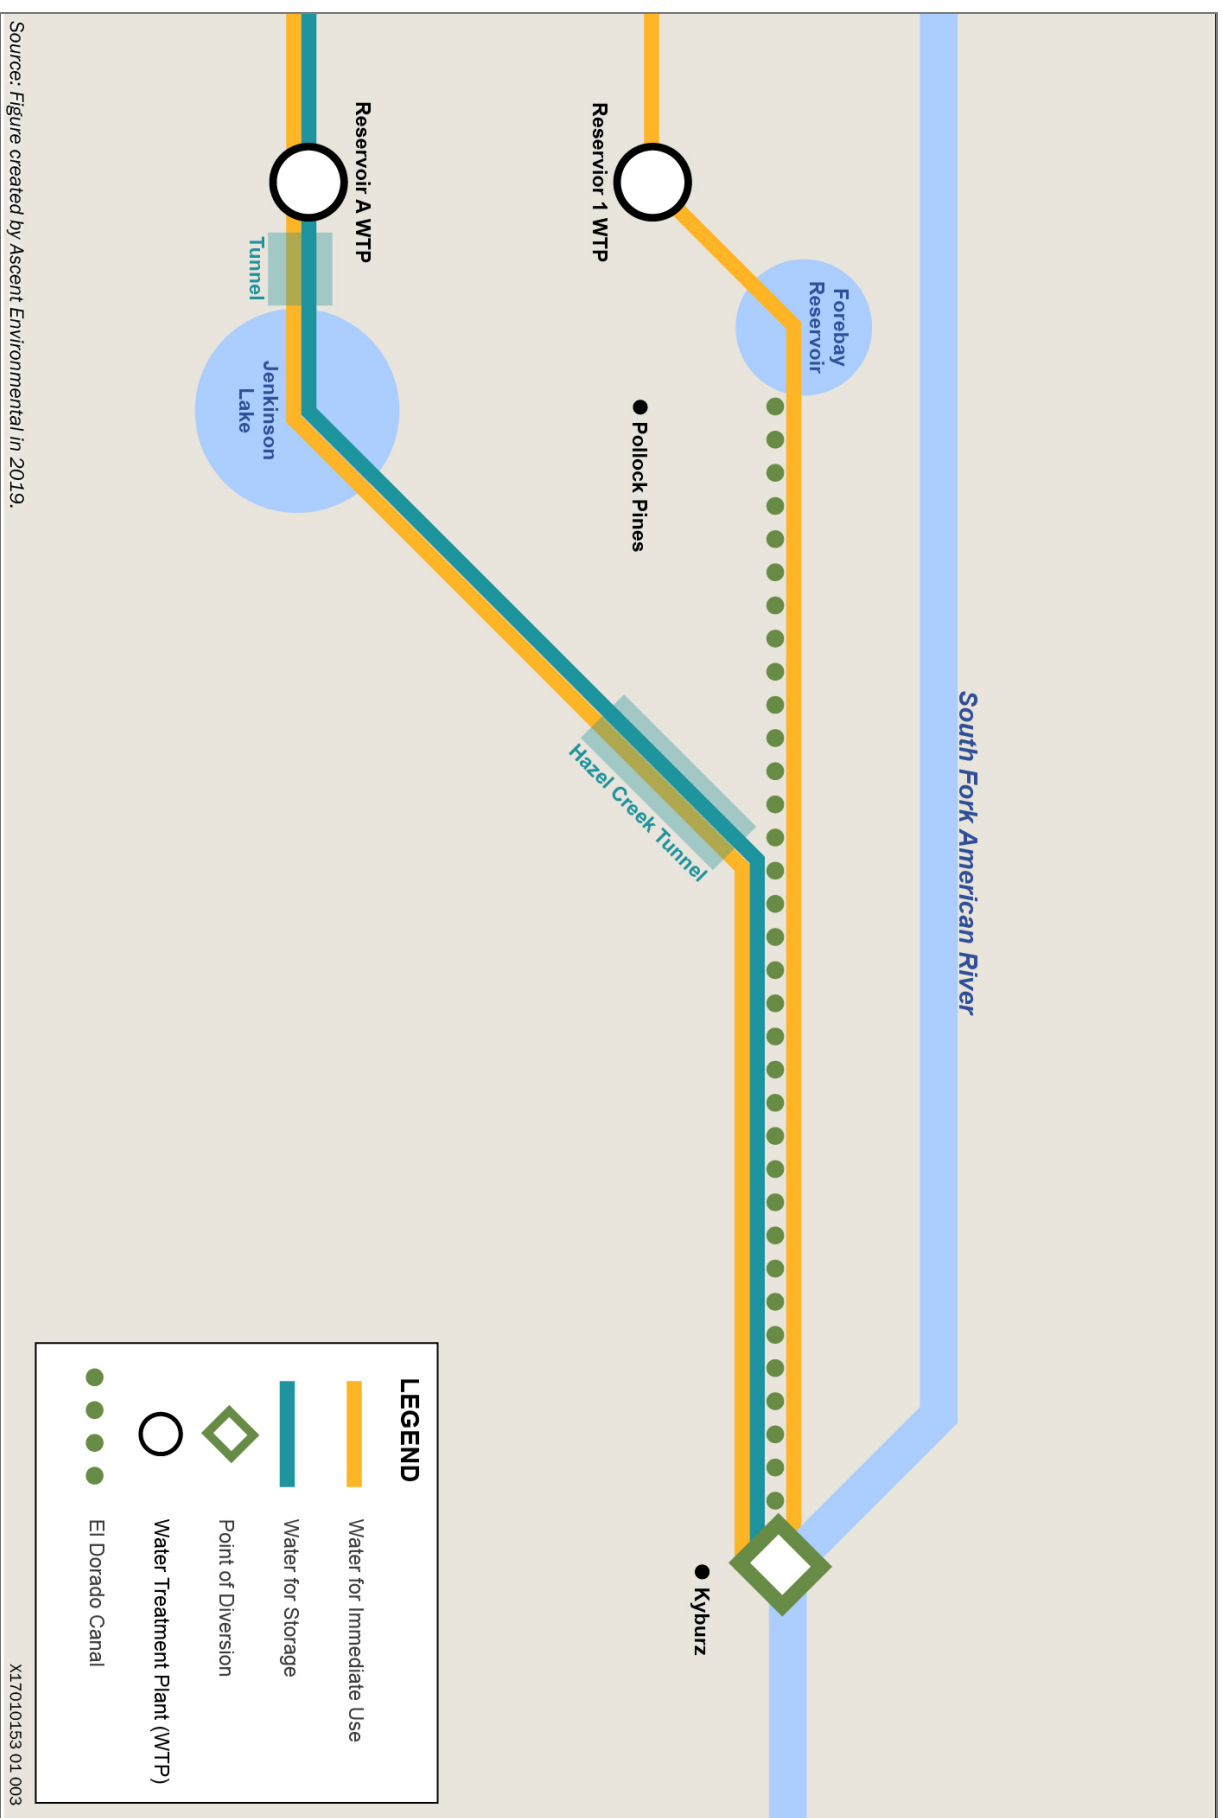 South Fork American River
Forebay
Reservoir
Reservior 1 WTP
Pollock Pines
Kyburz
Hazel Creek Tunnel
Reservoir A WTP
Tunnel
Jenkinson
Lake
LEGEND
Water for Immediate Use
Water for Storage
Point of Diversion
Water Treatment Plant (WTP)
El Dorado Canal
Source: Figure created by Ascent Environmental in 2019.
X17010153 01 003